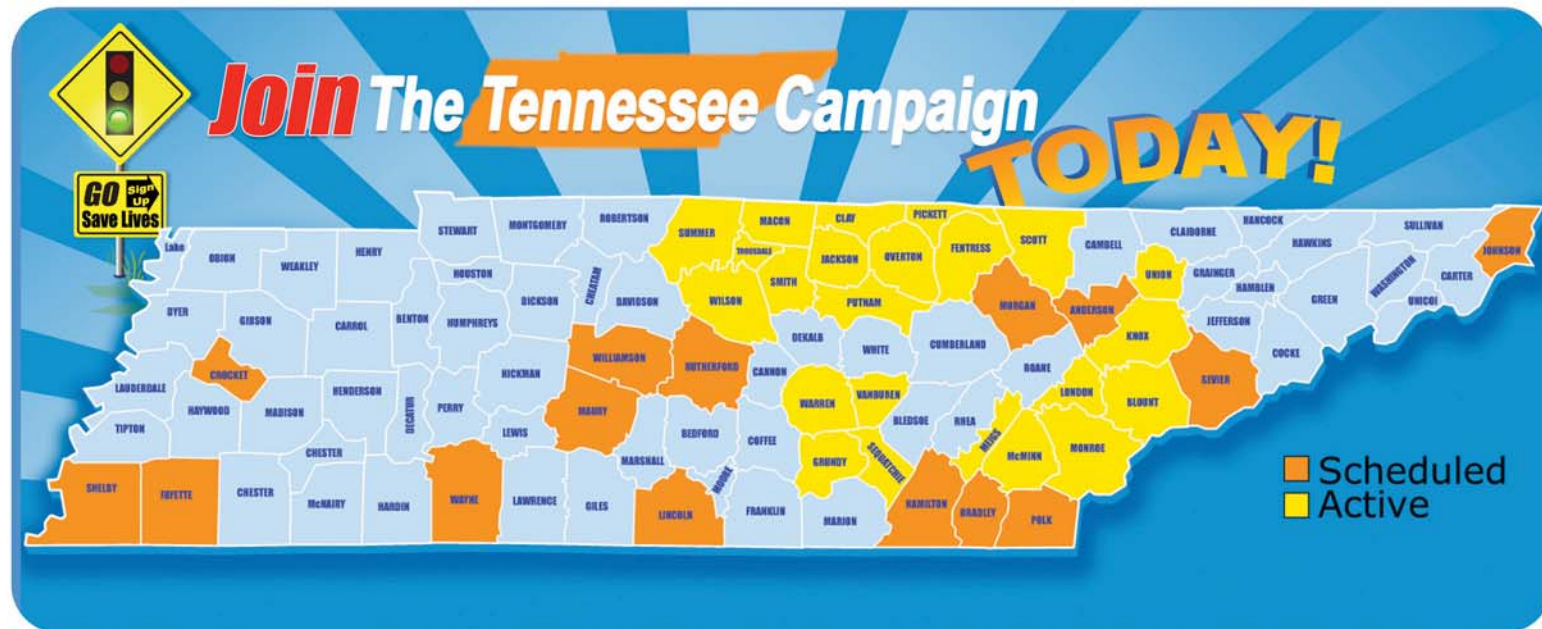 Join The Tennessee Campaign
TODAY!
GO Sign Up
Save Lives
Lake
OBION
WEAKLEY
HENRY
STEWART
MONTGOMERY
ROBERTSON
SUMMER
MACON
TROUSDALE
CLAY
PICKETT
JACKSON
OVERTON
FENTRESS
SCOTT
CAMBELL
CLAIBORNE
HANCOCK
HAWKINS
SULLIVAN
JOHNSON
DYER
GIBSON
CARROL
BENTON
HOUSTON
HUMPHREYS
DICKSON
CHEATAM
DAVIDSON
WILSON
SMITH
PUTNAM
MORGAN
ANDERSON
UNION
GRAINGER
HAMBLEN
GREEN
WASHINGTON
UNICOI
CARTER
LAUDERDALE
CROCKET
HAYWOOD
MADISON
HENDERSON
DECATUR
PERRY
HICKMAN
WILLIAMSON
RUTHERFORD
CANNON
DEKALB
WHITE
CUMBERLAND
ROANE
KNOX
JEFFERSON
SEVIER
COCKE
TIPTON
CHESTER
LEWIS
MAURY
MARSHALL
BEDFORD
COFFEE
WARREN
VANBUREN
BLEDSOE
RHEA
MEIGS
LONDON
BLOUNT
McMINN
MONROE
GRUNDY
SEQUATCHIE
SHELBY
FAYETTE
CHESTER
McNAIRY
HARDIN
WAYNE
LAWRENCE
GILES
LINCOLN
MOORE
FRANKLIN
MARION
HAMILTON
BRADLEY
POLK
Scheduled
Active